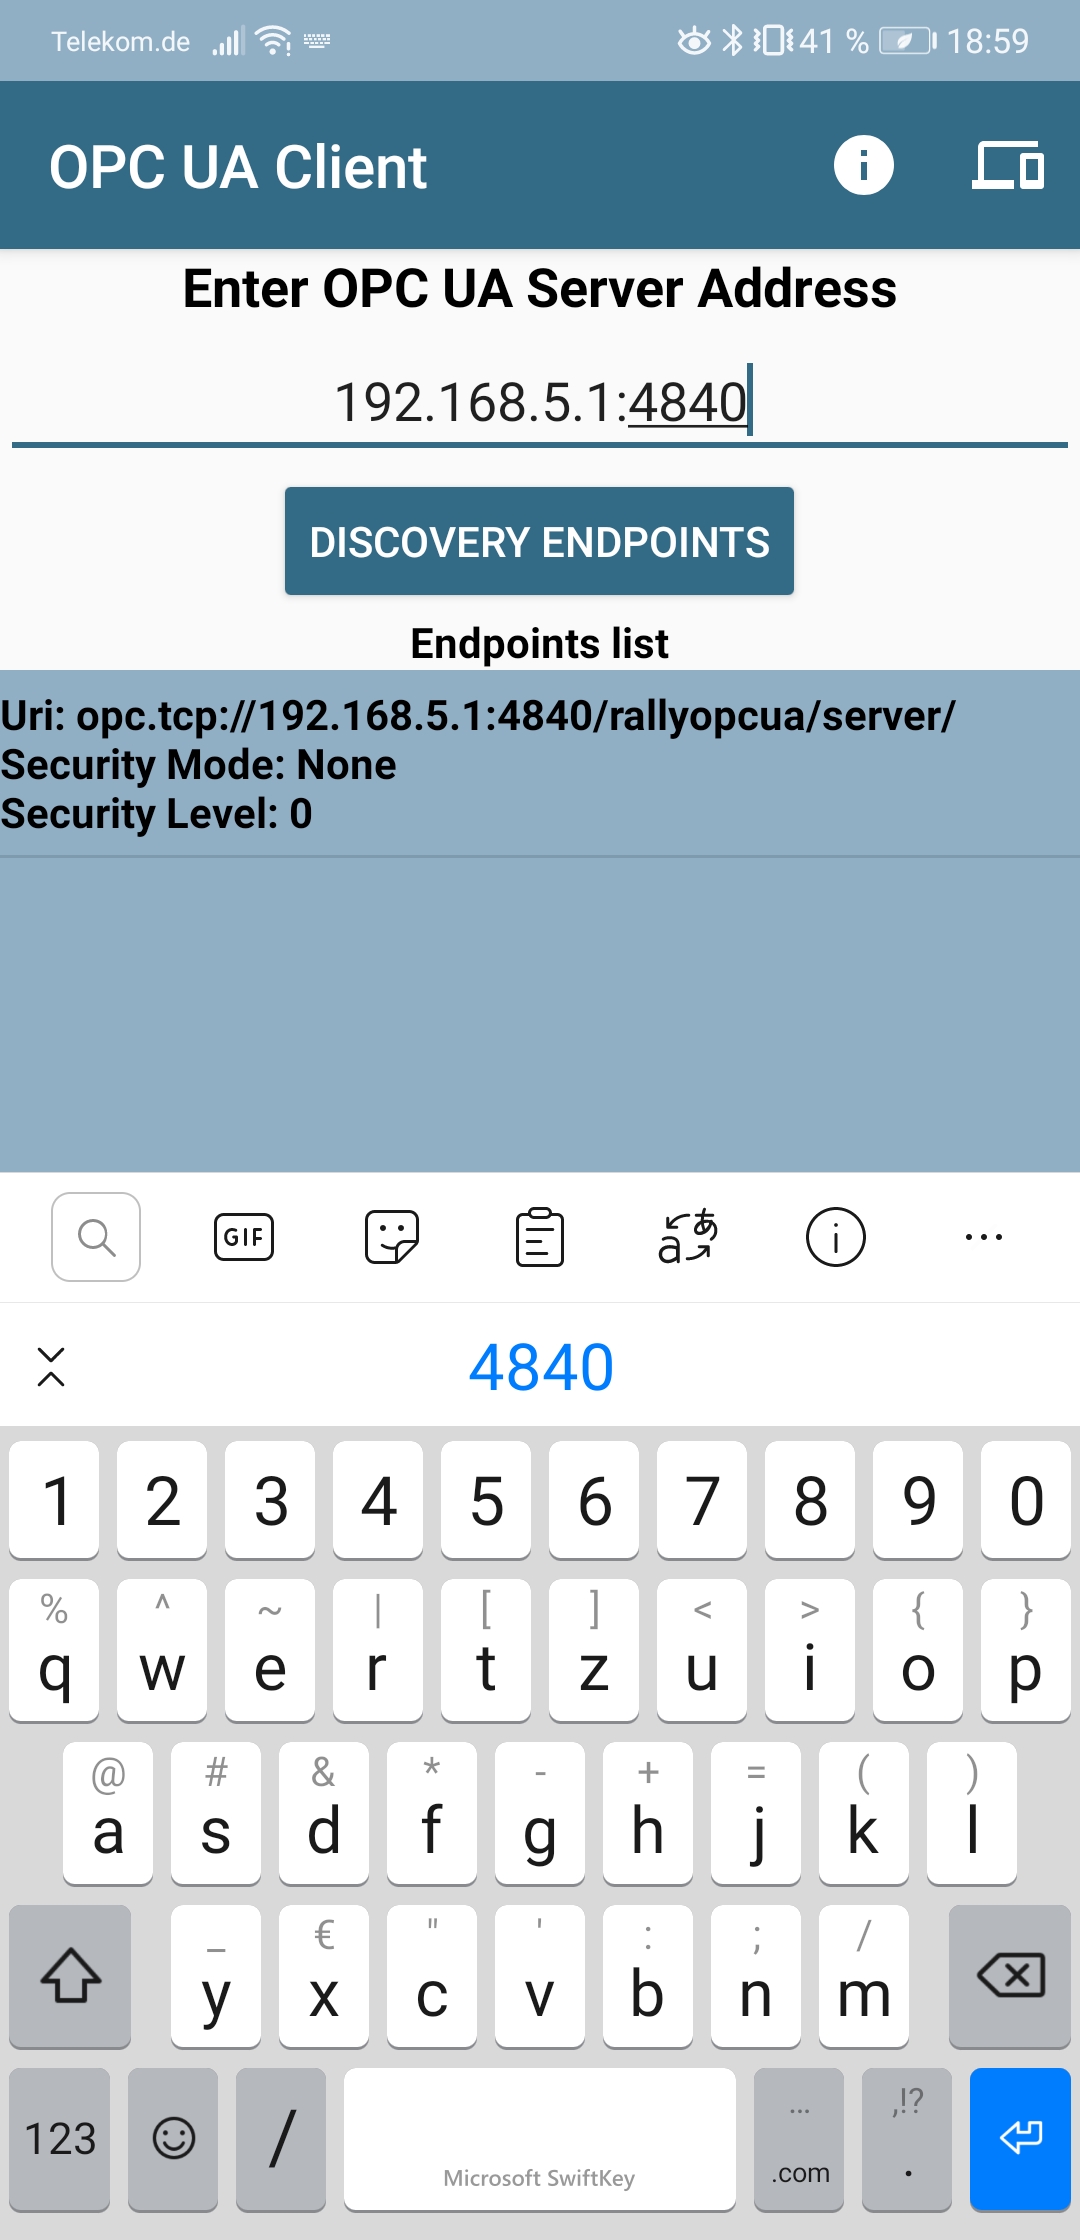 Telekom.de 41 % 18:59
OPC UA Client
Enter OPC UA Server Address
192.168.5.1:4840
DISCOVERY ENDPOINTS
Endpoints list
Uri: opc.tcp://192.168.5.1:4840/rallyopcua/server/
Security Mode: None
Security Level: 0
GIF a あ ...
4840
1 2 3 4 5 6 7 8 9 0
% ^ ~ | [ ] < > { }
q w e r t z u i o p
@ # & * - + = ( )
a s d f g h j k l
_ € " ' : ; /
y x c v b n m
... ,!?
123 / Microsoft SwiftKey .com .